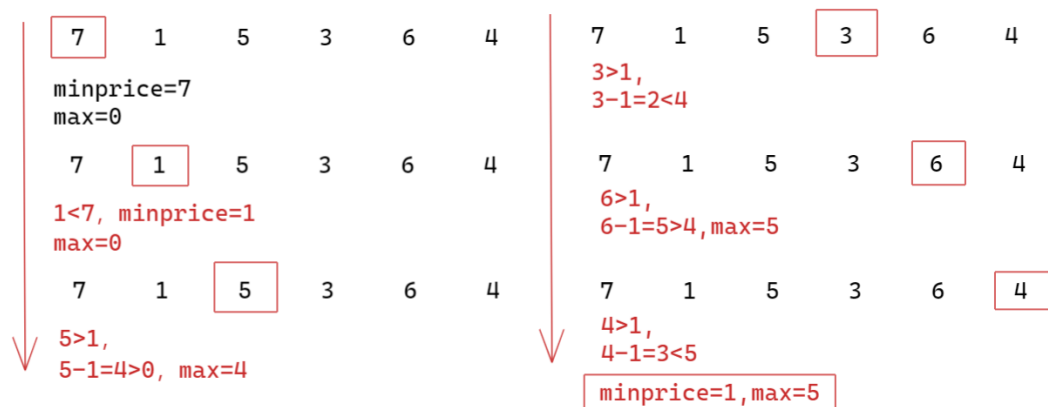 7 1 5 3 6 4
minprice=7
max=0
7 1 5 3 6 4
1<7, minprice=1
max=0
7 1 5 3 6 4
5>1,
5-1=4>0, max=4
7 1 5 3 6 4
3>1,
3-1=2<4
7 1 5 3 6 4
6>1,
6-1=5>4,max=5
7 1 5 3 6 4
4>1,
4-1=3<5
minprice=1,max=5